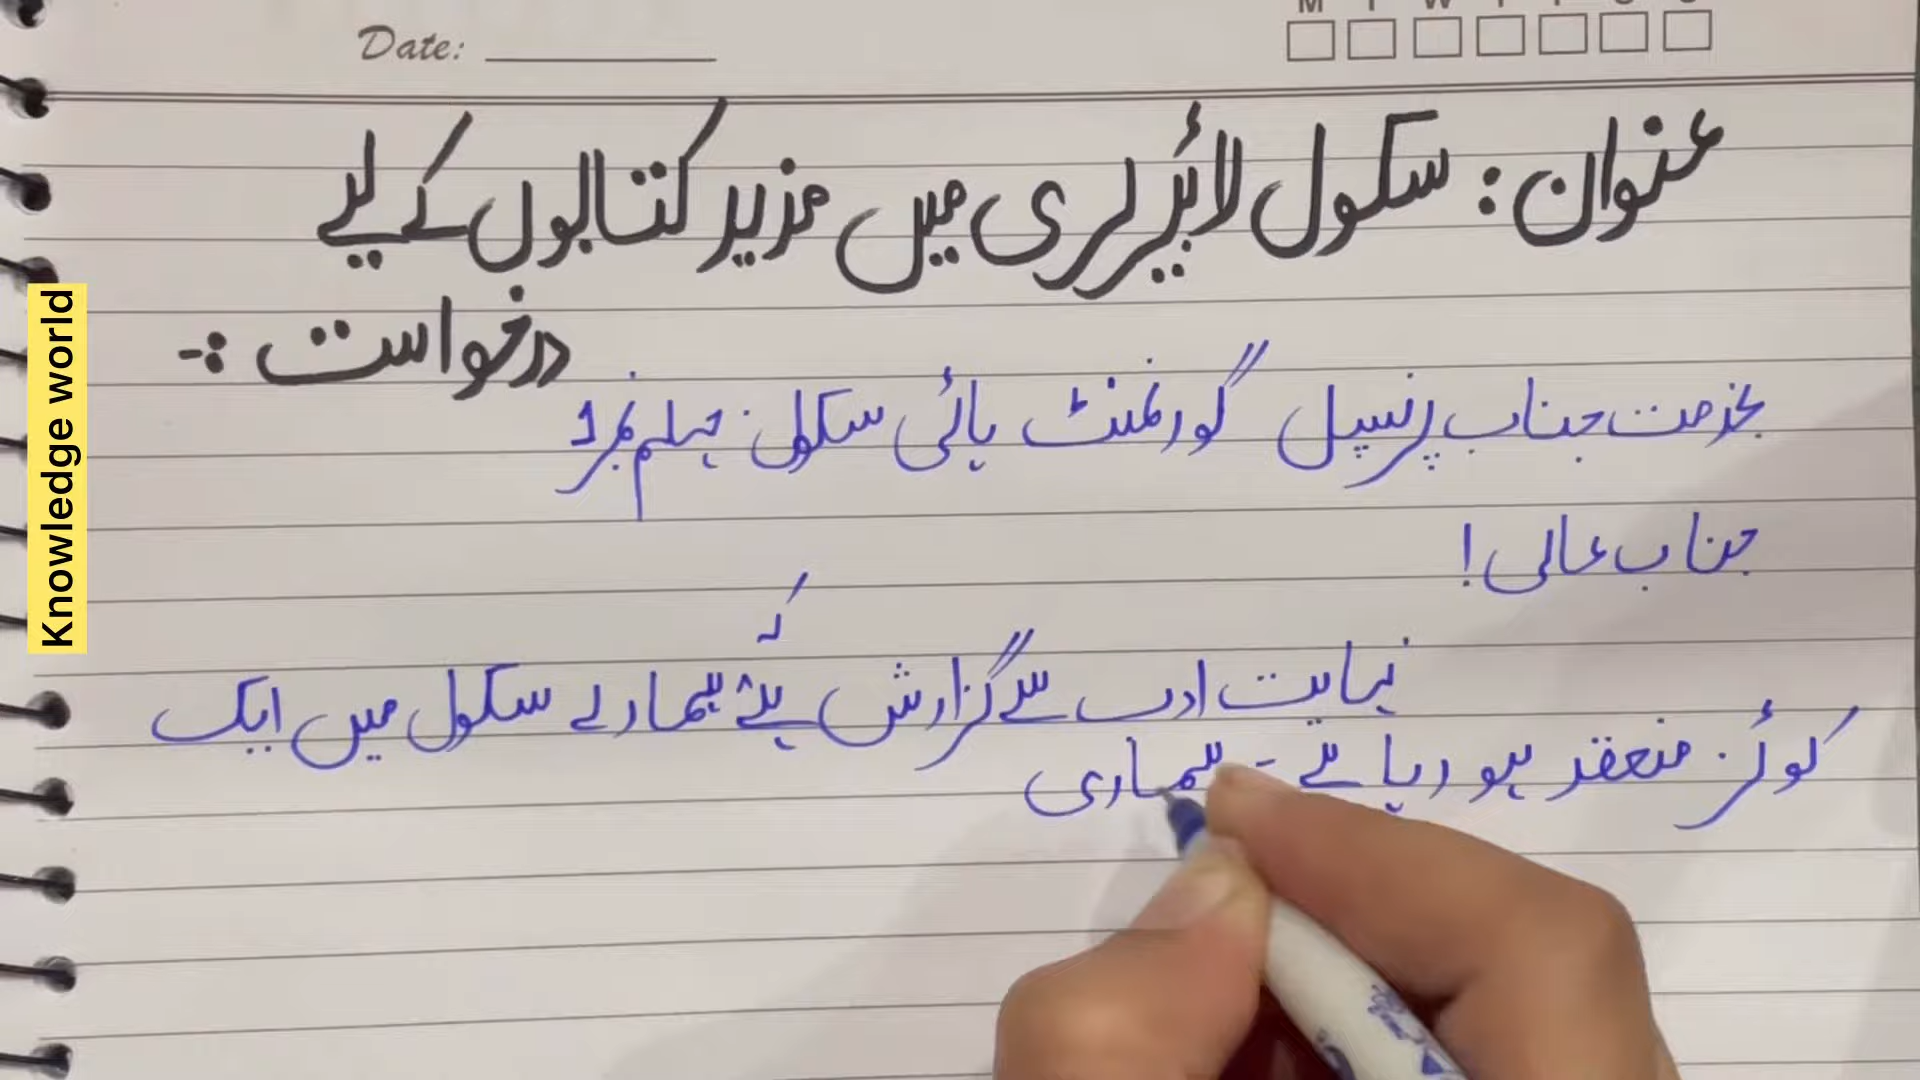 Date:
M T W T F S S
عنوان: سکول لائبریری میں مزید کتابوں کے لیے
درخواست :-
بخدمت جناب پرنسپل گورنمنٹ ہائی سکول جہلم نمبر 1
جناب عالی!
نہایت ادب سے گزارش ہے کہ ہمارے سکول میں ایک
کوئز منعقد ہو رہا ہے - ہماری
Knowledge world